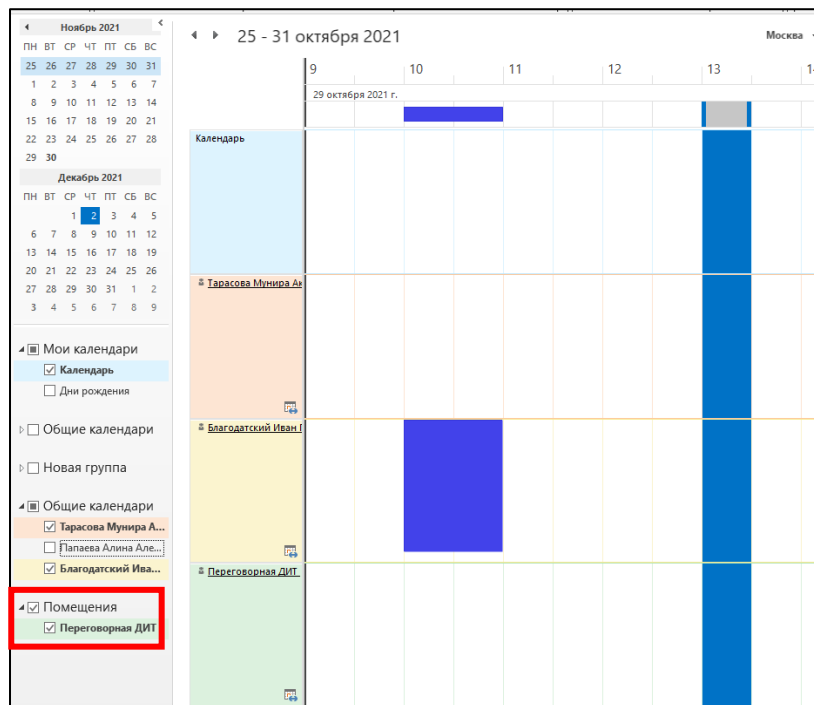 Ноябрь 2021
ПН ВТ СР ЧТ ПТ СБ ВС
25 26 27 28 29 30 31
1 2 3 4 5 6 7
8 9 10 11 12 13 14
15 16 17 18 19 20 21
22 23 24 25 26 27 28
29 30
Декабрь 2021
ПН ВТ СР ЧТ ПТ СБ ВС
1 2 3 4 5
6 7 8 9 10 11 12
13 14 15 16 17 18 19
20 21 22 23 24 25 26
27 28 29 30 31 1 2
3 4 5 6 7 8 9
Мои календари
Календарь
Дни рождения
Общие календари
Новая группа
Общие календари
Тарасова Мунира А...
Папаева Алина Але...
Благодатский Ива...
Помещения
Переговорная ДИТ
25 - 31 октября 2021
Москва
9 10 11 12 13
29 октября 2021 г.
Календарь
Тарасова Мунира Ак
Благодатский Иван
Переговорная ДИТ